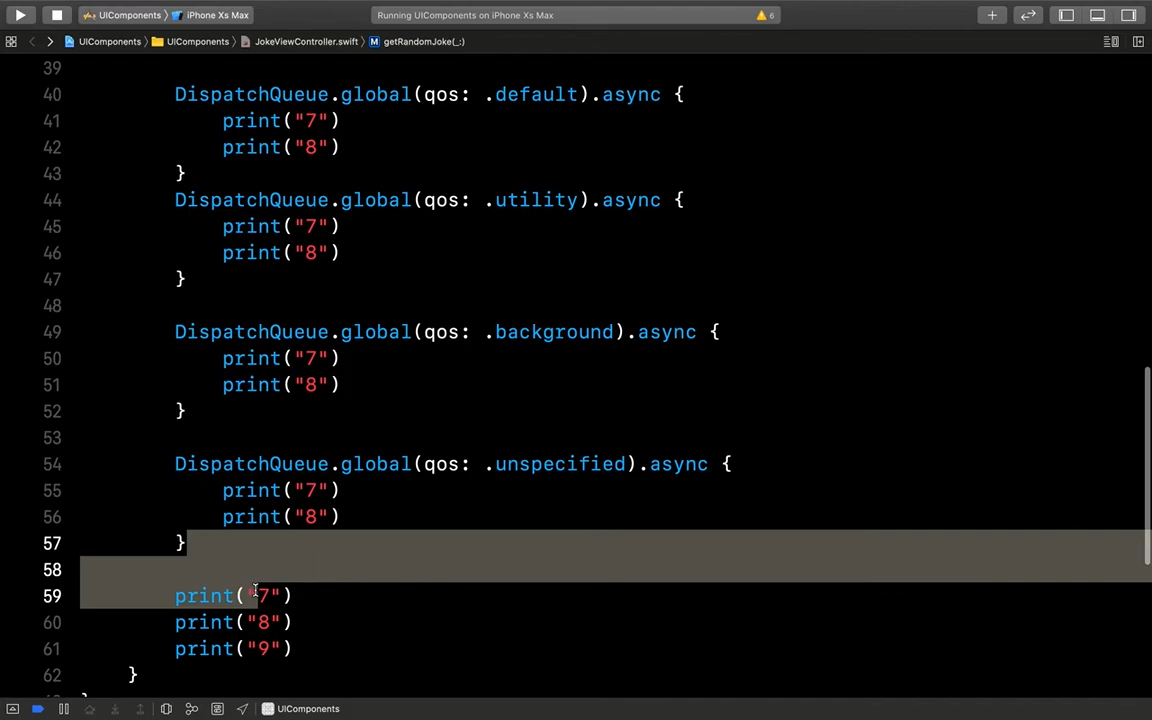 UIComponents 〉 iPhone Xs Max
Running UIComponents on iPhone Xs Max
6
UIComponents 〉 UIComponents 〉 JokeViewController.swift 〉 M getRandomJoke(_:)
39
40 DispatchQueue.global(qos: .default).async {
41 print("7")
42 print("8")
43 }
44 DispatchQueue.global(qos: .utility).async {
45 print("7")
46 print("8")
47 }
48
49 DispatchQueue.global(qos: .background).async {
50 print("7")
51 print("8")
52 }
53
54 DispatchQueue.global(qos: .unspecified).async {
55 print("7")
56 print("8")
57 }
58
59 print("7")
60 print("8")
61 print("9")
62 }
UIComponents